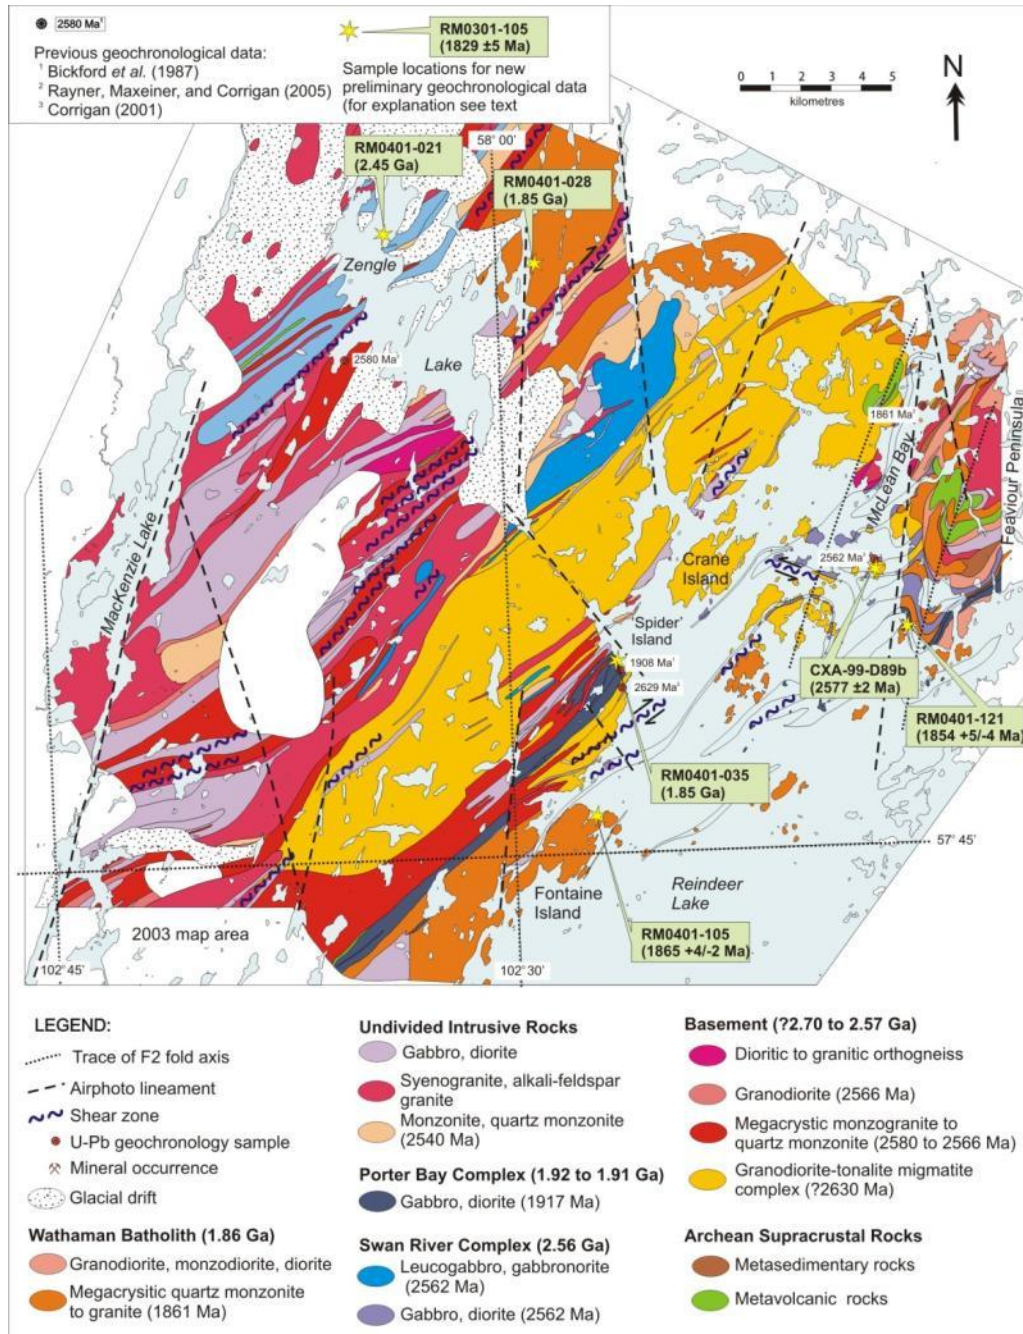 2580 Ma¹
Previous geochronological data:
¹ Bickford et al. (1987)
² Rayner, Maxeiner, and Corrigan (2005)
³ Corrigan (2001)
RM0301-105
(1829 ±5 Ma)
Sample locations for new
preliminary geochronological data
(for explanation see text
0 1 2 3 4 5
kilometres
N
RM0401-021
(2.45 Ga)
58° 00'
RM0401-028
(1.85 Ga)
Zengle
Lake
2580 Ma
1861 Ma
McLean Bay
Feaviour Peninsula
MacKenzie Lake
Crane
Island
2562 Ma
'Spider'
Island
1908 Ma
2629 Ma
CXA-99-D89b
(2577 ±2 Ma)
RM0401-121
(1854 +5/-4 Ma)
RM0401-035
(1.85 Ga)
57° 45'
Fontaine
Island
Reindeer
Lake
RM0401-105
(1865 +4/-2 Ma)
2003 map area
102° 45'
102° 30'
LEGEND:
Trace of F2 fold axis
Airphoto lineament
Shear zone
U-Pb geochronology sample
Mineral occurrence
Glacial drift
Wathaman Batholith (1.86 Ga)
Granodiorite, monzodiorite, diorite
Megacrysitic quartz monzonite
to granite (1861 Ma)
Undivided Intrusive Rocks
Gabbro, diorite
Syenogranite, alkali-feldspar
granite
Monzonite, quartz monzonite
(2540 Ma)
Porter Bay Complex (1.92 to 1.91 Ga)
Gabbro, diorite (1917 Ma)
Swan River Complex (2.56 Ga)
Leucogabbro, gabbronorite
(2562 Ma)
Gabbro, diorite (2562 Ma)
Basement (?2.70 to 2.57 Ga)
Dioritic to granitic orthogneiss
Granodiorite (2566 Ma)
Megacrystic monzogranite to
quartz monzonite (2580 to 2566 Ma)
Granodiorite-tonalite migmatite
complex (?2630 Ma)
Archean Supracrustal Rocks
Metasedimentary rocks
Metavolcanic rocks